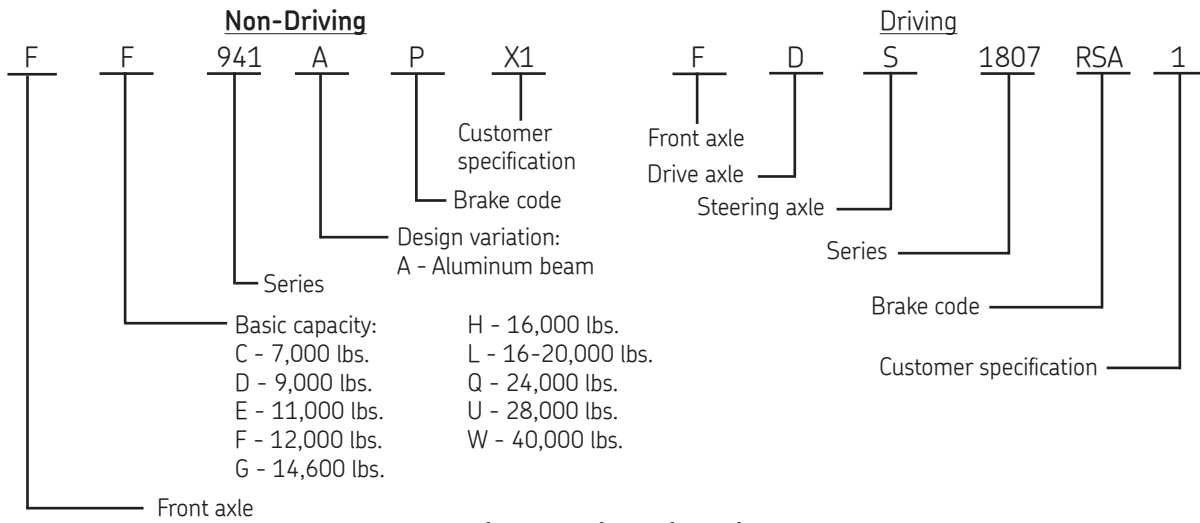 Non-Driving
F F 941 A P X1
Customer
specification
Brake code
Design variation:
A - Aluminum beam
Series
Basic capacity:
C - 7,000 lbs.
D - 9,000 lbs.
E - 11,000 lbs.
F - 12,000 lbs.
G - 14,600 lbs.
H - 16,000 lbs.
L - 16-20,000 lbs.
Q - 24,000 lbs.
U - 28,000 lbs.
W - 40,000 lbs.
Front axle
Driving
F D S 1807 RSA 1
Front axle
Drive axle
Steering axle
Series
Brake code
Customer specification